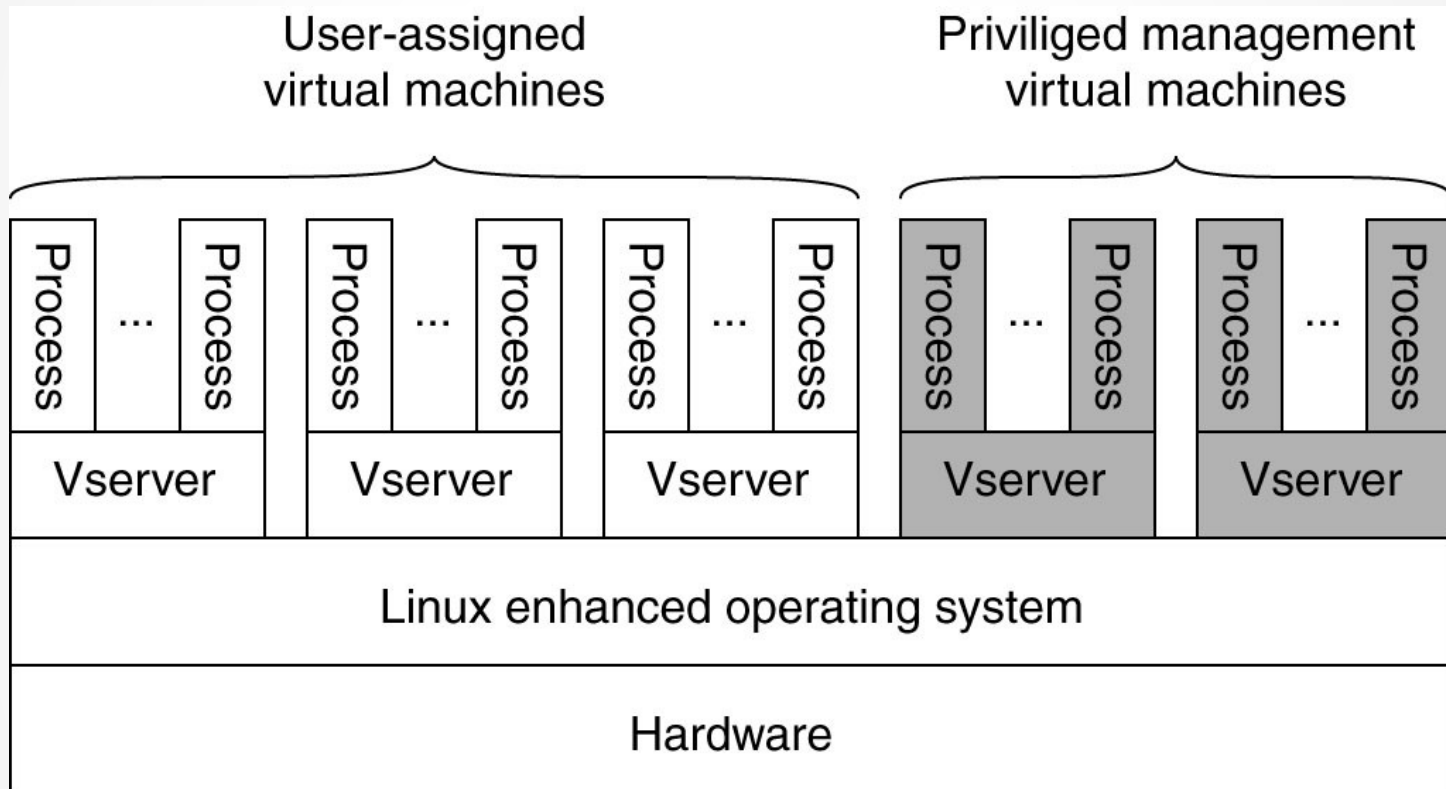 User-assigned
virtual machines
Priviliged management
virtual machines
Process
...
Process
Process
...
Process
Process
...
Process
Process
...
Process
Process
...
Process
Vserver
Vserver
Vserver
Vserver
Vserver
Linux enhanced operating system
Hardware